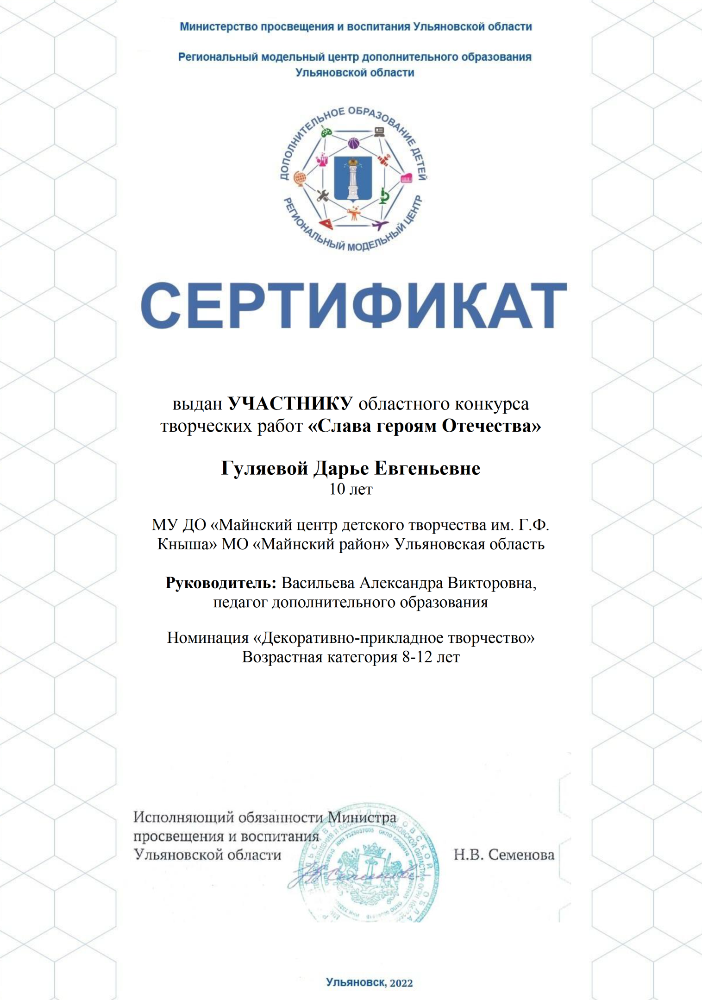 Министерство просвещения и воспитания Ульяновской области
Региональный модельный центр дополнительного образования
Ульяновской области
ДОПОЛНИТЕЛЬНОЕ ОБРАЗОВАНИЕ ДЕТЕЙ
РЕГИОНАЛЬНЫЙ МОДЕЛЬНЫЙ ЦЕНТР
СЕРТИФИКАТ
выдан УЧАСТНИКУ областного конкурса
творческих работ «Слава героям Отечества»
Гуляевой Дарье Евгеньевне
10 лет
МУ ДО «Майнский центр детского творчества им. Г.Ф.
Кныша» МО «Майнский район» Ульяновская область
Руководитель: Васильева Александра Викторовна,
педагог дополнительного образования
Номинация «Декоративно-прикладное творчество»
Возрастная категория 8-12 лет
Исполняющий обязанности Министра
просвещения и воспитания
Ульяновской области
Н.В. Семенова
Ульяновск, 2022